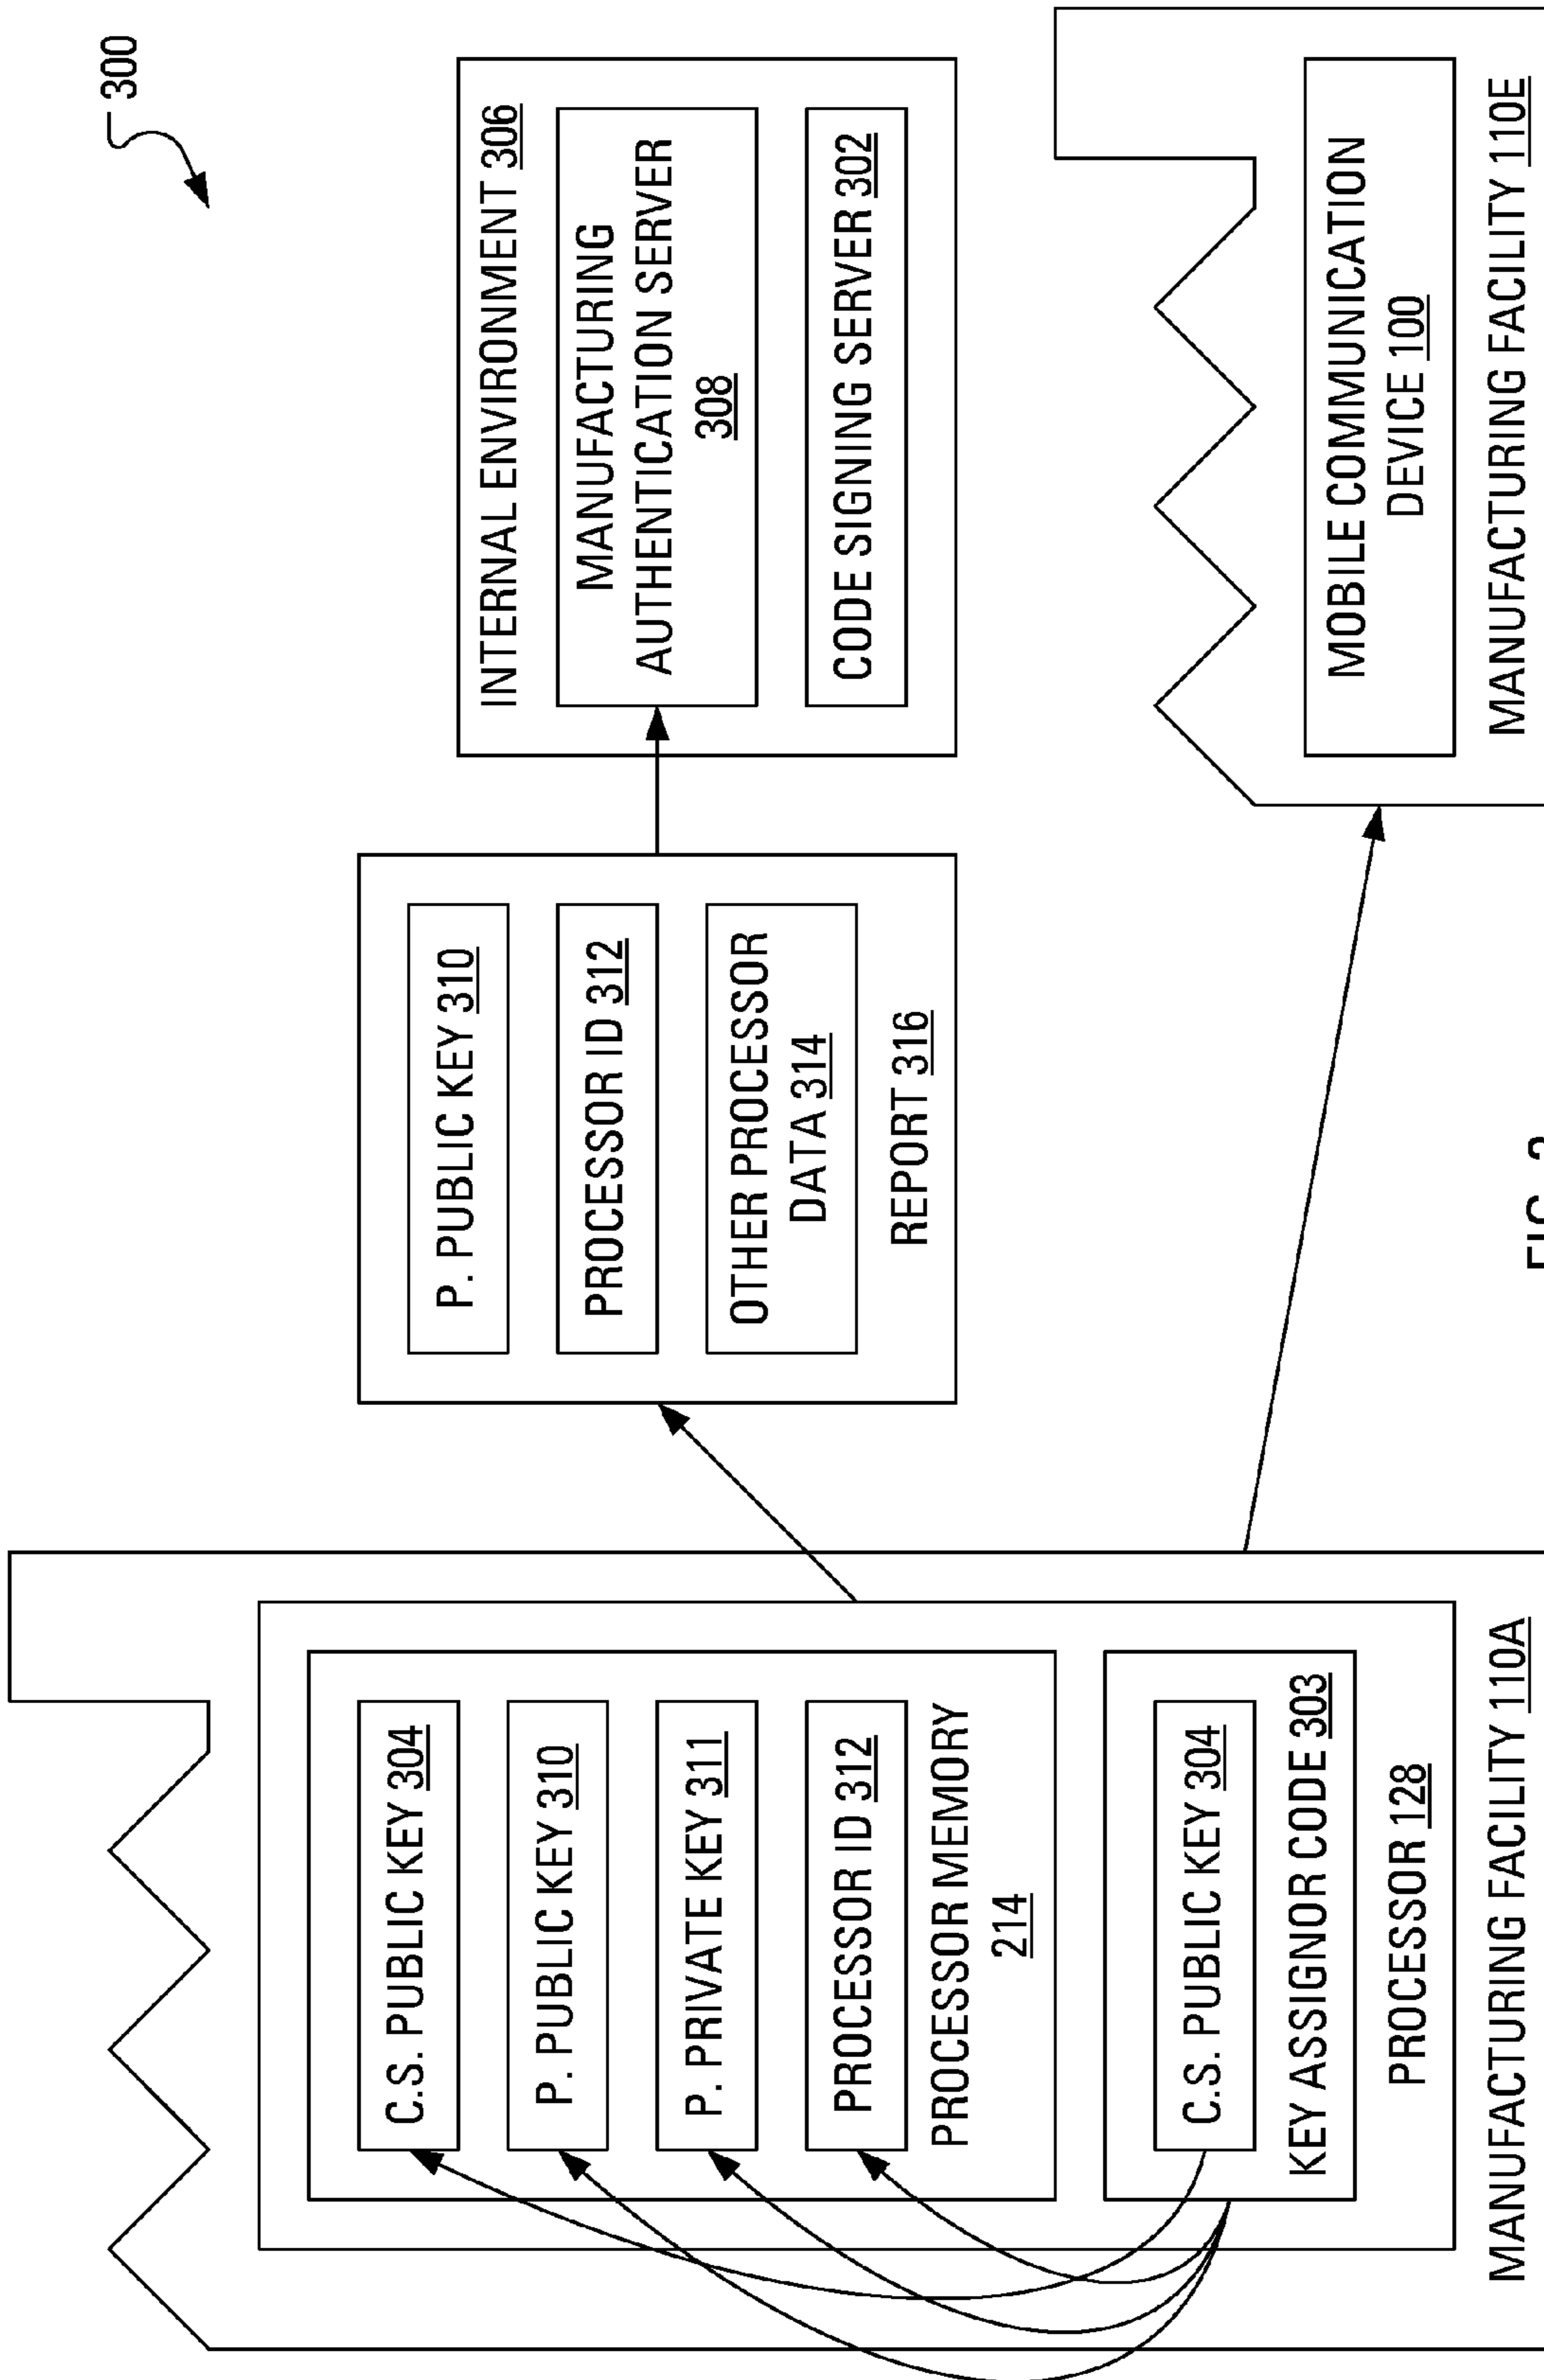 300
INTERNAL ENVIRONMENT 306
MANUFACTURING
AUTHENTICATION SERVER
308
CODE SIGNING SERVER 302
P. PUBLIC KEY 310
PROCESSOR ID 312
OTHER PROCESSOR
DATA 314
REPORT 316
C.S. PUBLIC KEY 304
P. PUBLIC KEY 310
P. PRIVATE KEY 311
PROCESSOR ID 312
PROCESSOR MEMORY
214
C.S. PUBLIC KEY 304
KEY ASSIGNOR CODE 303
PROCESSOR 128
MANUFACTURING FACILITY 110A
MOBILE COMMUNICATION
DEVICE 100
MANUFACTURING FACILITY 110E